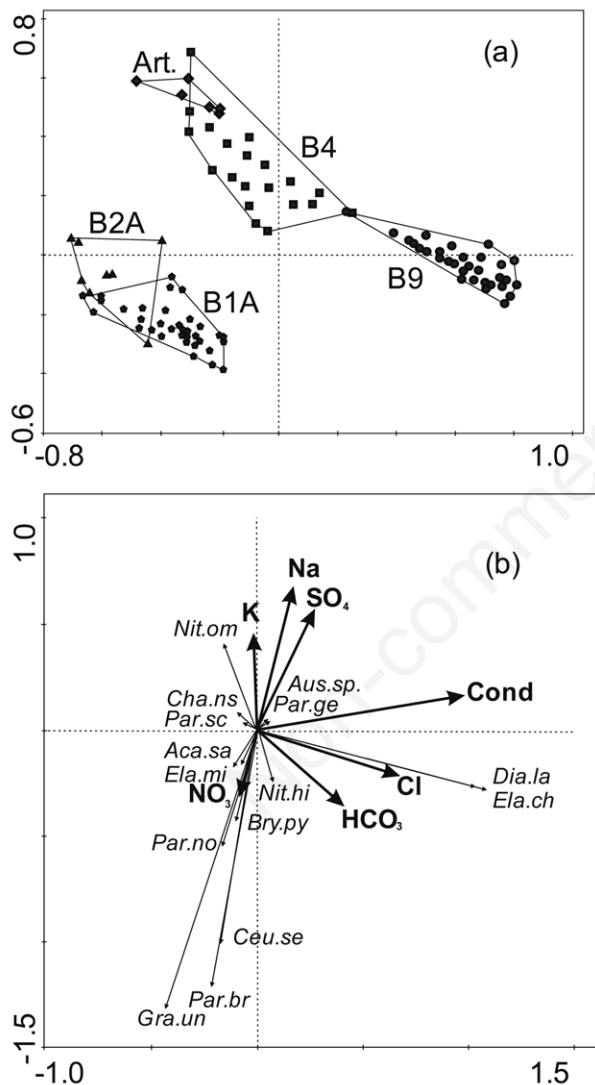 0.8
(a)
Art.
B4
B2A
B1A
B9
-0.6
-0.8
1.0
1.0
(b)
Na
SO₄
K
Nit.om
Aus.sp.
Cha.ns
Par.ge
Par.sc
Cond
Aca.sa
Ela.mi
Cl
Dia.la
NO₃
Nit.hi
Ela.ch
HCO₃
Bry.py
Par.no
Ceu.se
Par.br
Gra.un
-1.5
-1.0
1.5